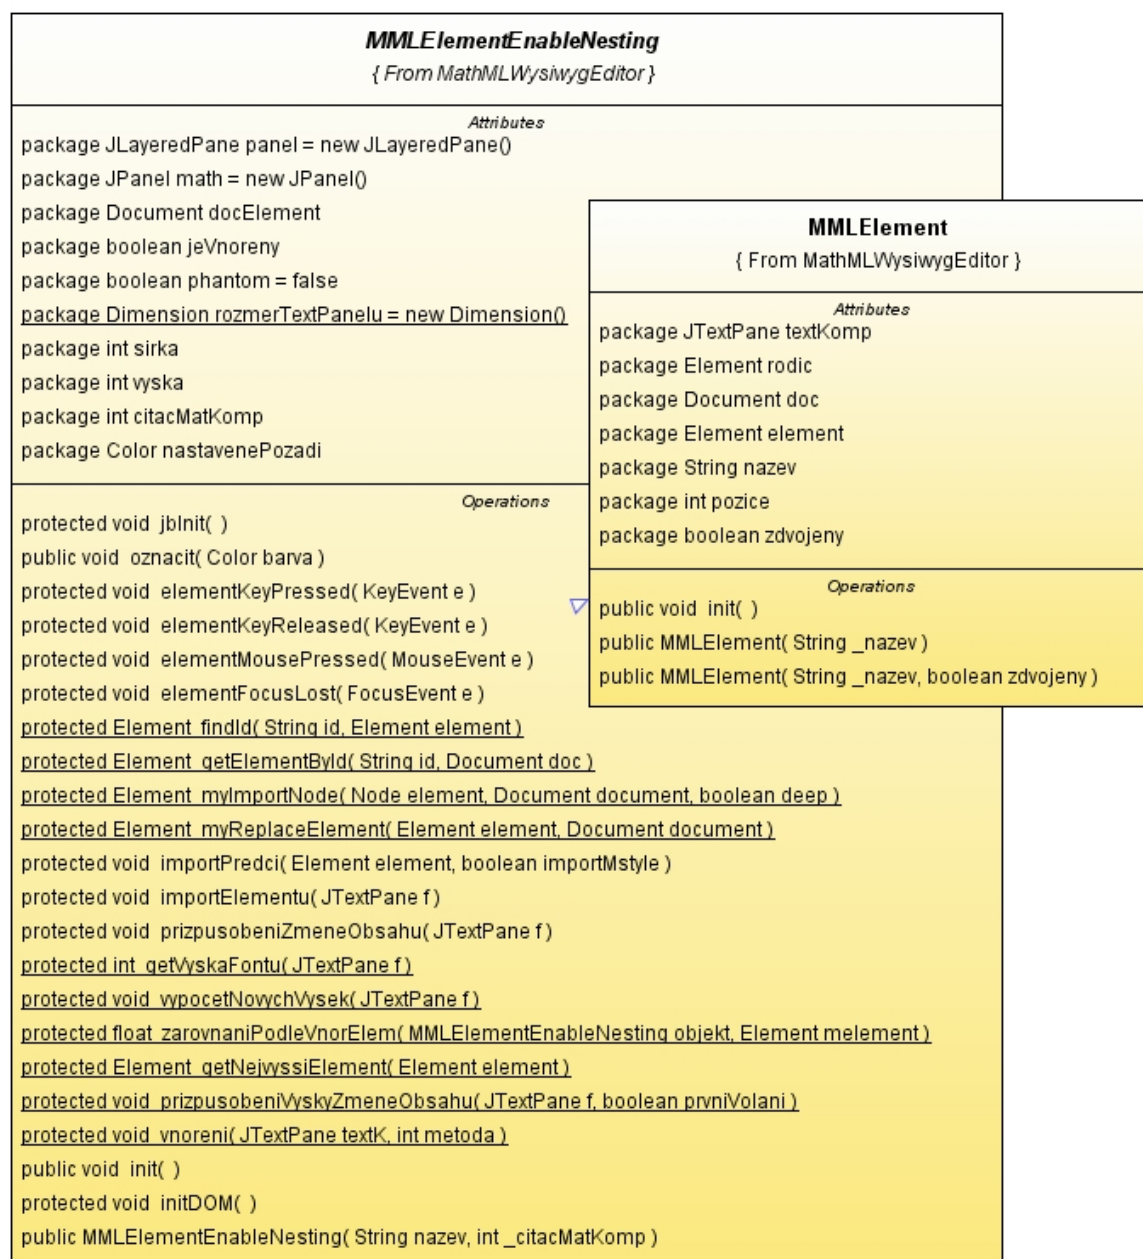 MMLElementEnableNesting
{ From MathMLWysiwygEditor }
Attributes
package JLayeredPane panel = new JLayeredPane()
package JPanel math = new JPanel()
package Document docElement
package boolean jeVnoreny
package boolean phantom = false
package Dimension rozmerTextPanelu = new Dimension()
package int sirka
package int vyska
package int citacMatKomp
package Color nastavenePozadi
Operations
protected void jbInit( )
public void oznacit( Color barva )
protected void elementKeyPressed( KeyEvent e )
protected void elementKeyReleased( KeyEvent e )
protected void elementMousePressed( MouseEvent e )
protected void elementFocusLost( FocusEvent e )
protected Element findId( String id, Element element )
protected Element getElementById( String id, Document doc )
protected Element myImportNode( Node element, Document document, boolean deep )
protected Element myReplaceElement( Element element, Document document )
protected void importPredci( Element element, boolean importMstyle )
protected void importElementu( JTextPane f )
protected void prizpusobeniZmeneObsahu( JTextPane f )
protected int getVyskaFontu( JTextPane f )
protected void vypocetNovychVysek( JTextPane f )
protected float zarovnaniPodleVnorElem( MMLElementEnableNesting objekt, Element melement )
protected Element getNejvyssiElement( Element element )
protected void prizpusobeniVyskyZmeneObsahu( JTextPane f, boolean prvniVolani )
protected void vnoreni( JTextPane textK, int metoda )
public void init( )
protected void initDOM( )
public MMLElementEnableNesting( String nazev, int _citacMatKomp )
MMLElement
{ From MathMLWysiwygEditor }
Attributes
package JTextPane textKomp
package Element rodic
package Document doc
package Element element
package String nazev
package int pozice
package boolean zdvojeny
Operations
public void init( )
public MMLElement( String _nazev )
public MMLElement( String _nazev, boolean zdvojeny )